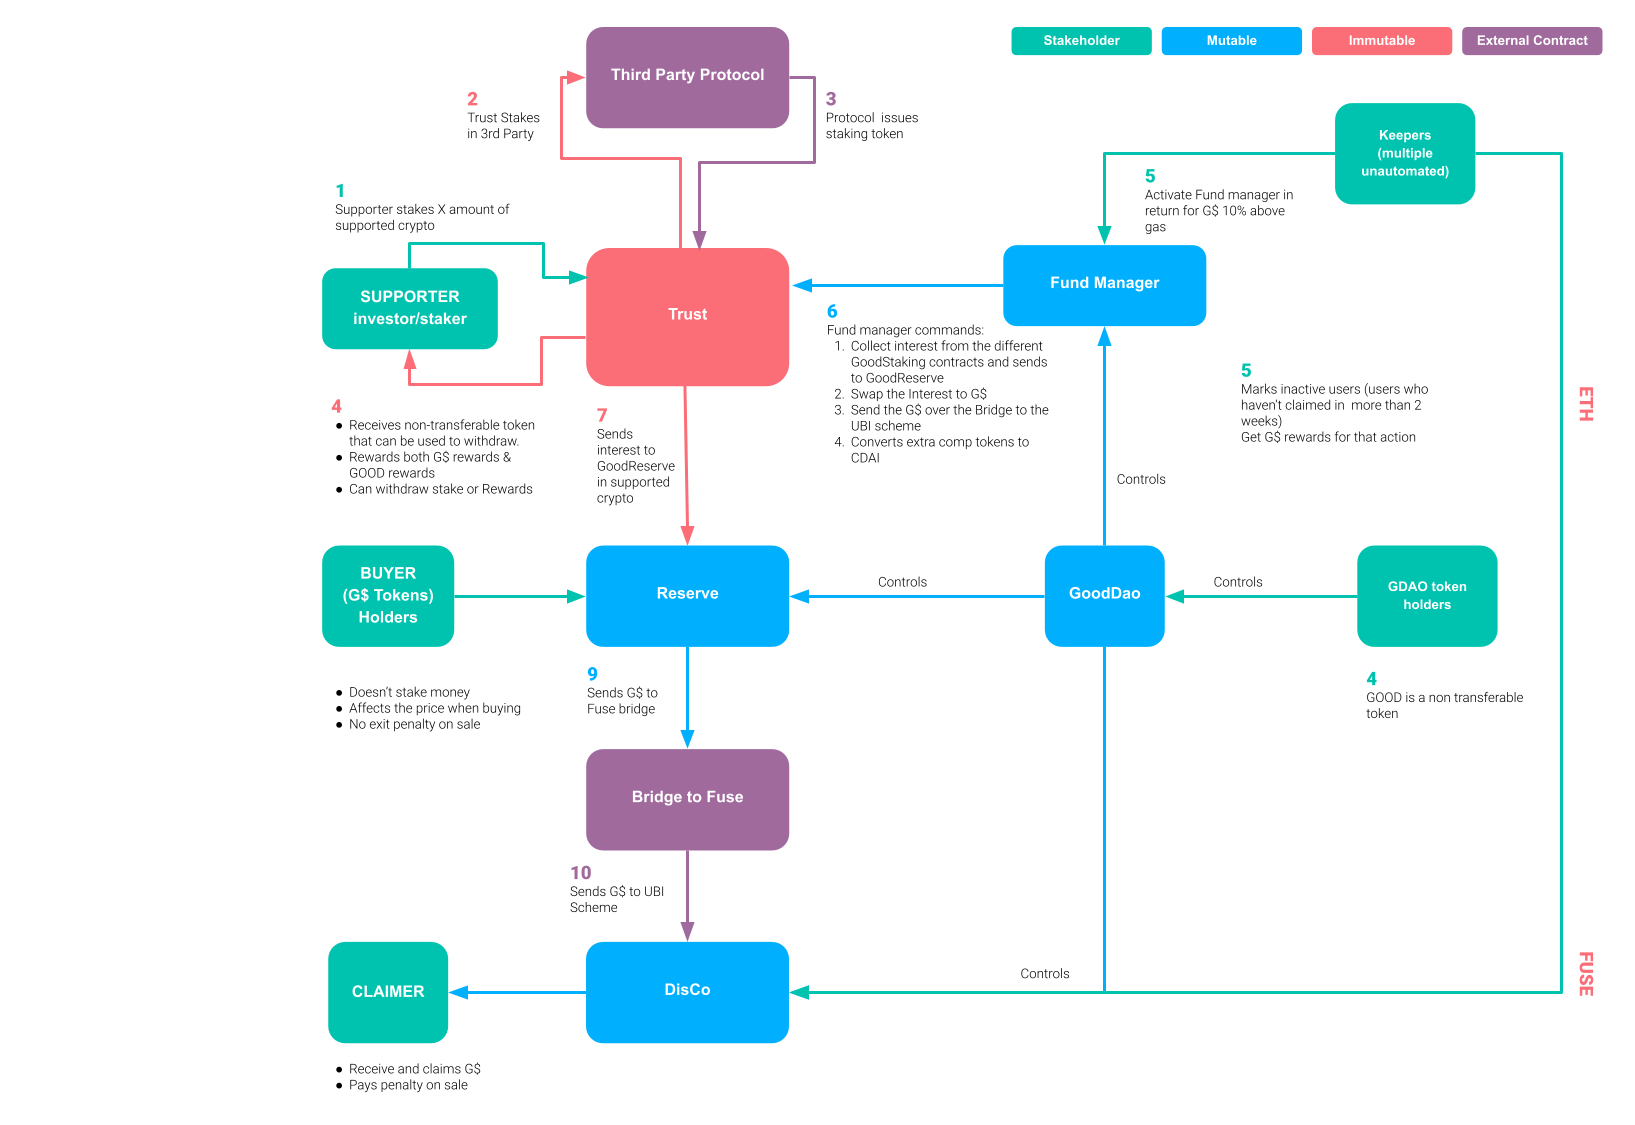 Stakeholder
Mutable
Immutable
External Contract
Third Party Protocol
2
Trust Stakes
in 3rd Party
3
Protocol  issues
staking token
Keepers
(multiple
unautomated)
5
Activate Fund manager in
return for G$ 10% above
gas
1
Supporter stakes X amount of
supported crypto
SUPPORTER
investor/staker
Trust
Fund Manager
6
Fund manager commands:
1. Collect interest from the different
GoodStaking contracts and sends
to GoodReserve
2. Swap the Interest to G$
3. Send the G$ over the Bridge to the
UBI scheme
4. Converts extra comp tokens to
CDAI
5
Marks inactive users (users who
haven't claimed in  more than 2
weeks)
Get G$ rewards for that action
ETH
4
● Receives non-transferable token
that can be used to withdraw.
● Rewards both G$ rewards &
GOOD rewards
● Can withdraw stake or Rewards
7
Sends
interest to
GoodReserve
in supported
crypto
Controls
BUYER
(G$ Tokens)
Holders
Reserve
Controls
GoodDao
Controls
GDAO token
holders
● Doesn't stake money
● Affects the price when buying
● No exit penalty on sale
9
Sends G$ to
Fuse bridge
4
GOOD is a non transferable
token
Bridge to Fuse
10
Sends G$ to UBI
Scheme
CLAIMER
DisCo
Controls
FUSE
● Receive and claims G$
● Pays penalty on sale